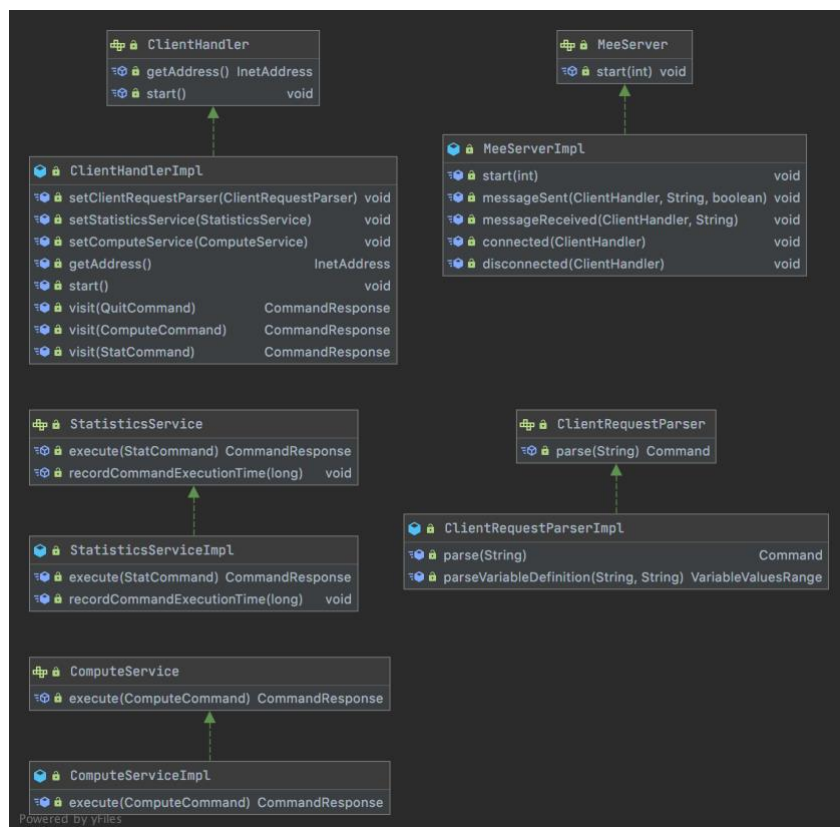 ClientHandler
getAddress() InetAddress
start() void
MeeServer
start(int) void
ClientHandlerImpl
setClientRequestParser(ClientRequestParser) void
setStatisticsService(StatisticsService) void
setComputeService(ComputeService) void
getAddress() InetAddress
start() void
visit(QuitCommand) CommandResponse
visit(ComputeCommand) CommandResponse
visit(StatCommand) CommandResponse
MeeServerImpl
start(int) void
messageSent(ClientHandler, String, boolean) void
messageReceived(ClientHandler, String) void
connected(ClientHandler) void
disconnected(ClientHandler) void
StatisticsService
execute(StatCommand) CommandResponse
recordCommandExecutionTime(long) void
ClientRequestParser
parse(String) Command
StatisticsServiceImpl
execute(StatCommand) CommandResponse
recordCommandExecutionTime(long) void
ClientRequestParserImpl
parse(String) Command
parseVariableDefinition(String, String) VariableValuesRange
ComputeService
execute(ComputeCommand) CommandResponse
ComputeServiceImpl
execute(ComputeCommand) CommandResponse
Powered by yFiles